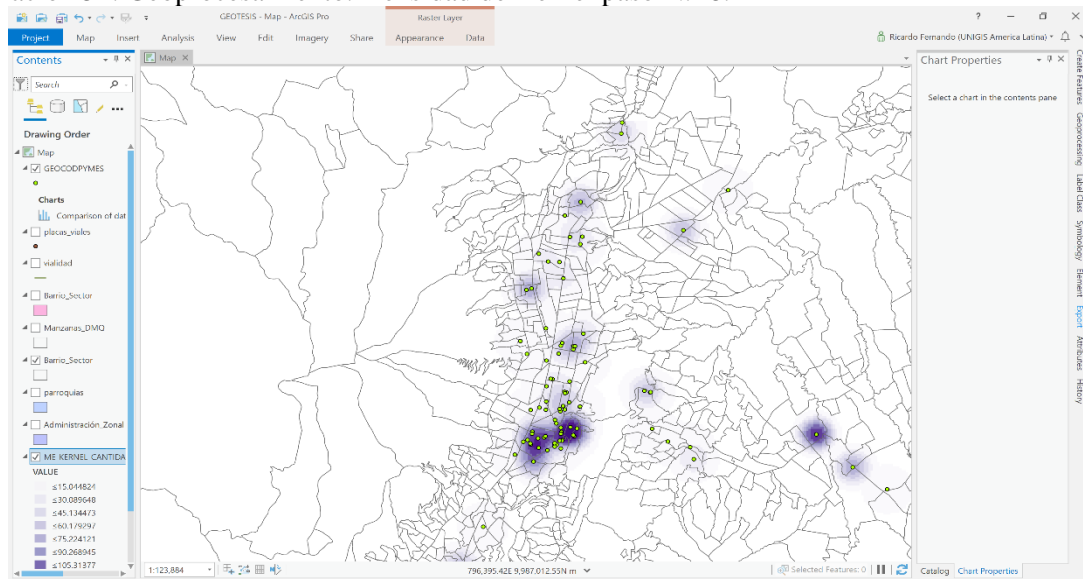 GEOTESIS - Map - ArcGIS Pro
Raster Layer
?
Project Map Insert Analysis View Edit Imagery Share Appearance Data
Ricardo Fernando (UNIGIS America Latina)
Contents
Search
Drawing Order
Map
GEOCODPYMES
Charts
Comparison of dat
placas_viales
vialidad
Barrio_Sector
Manzanas_DMQ
Barrio_Sector
parroquias
Administración_Zonal
ME KERNEL CANTIDA
VALUE
≤15.044824
≤30.089648
≤45.134473
≤60.179297
≤75.224121
≤90.268945
≤105.31377
Map
1:123,884
796,395.42E 9,987,012.55N m
Selected Features: 0
Chart Properties
Select a chart in the contents pane
Catalog Chart Properties
Create Features
Geoprocessing
Label Class
Symbology
Element
Export
Attributes
History